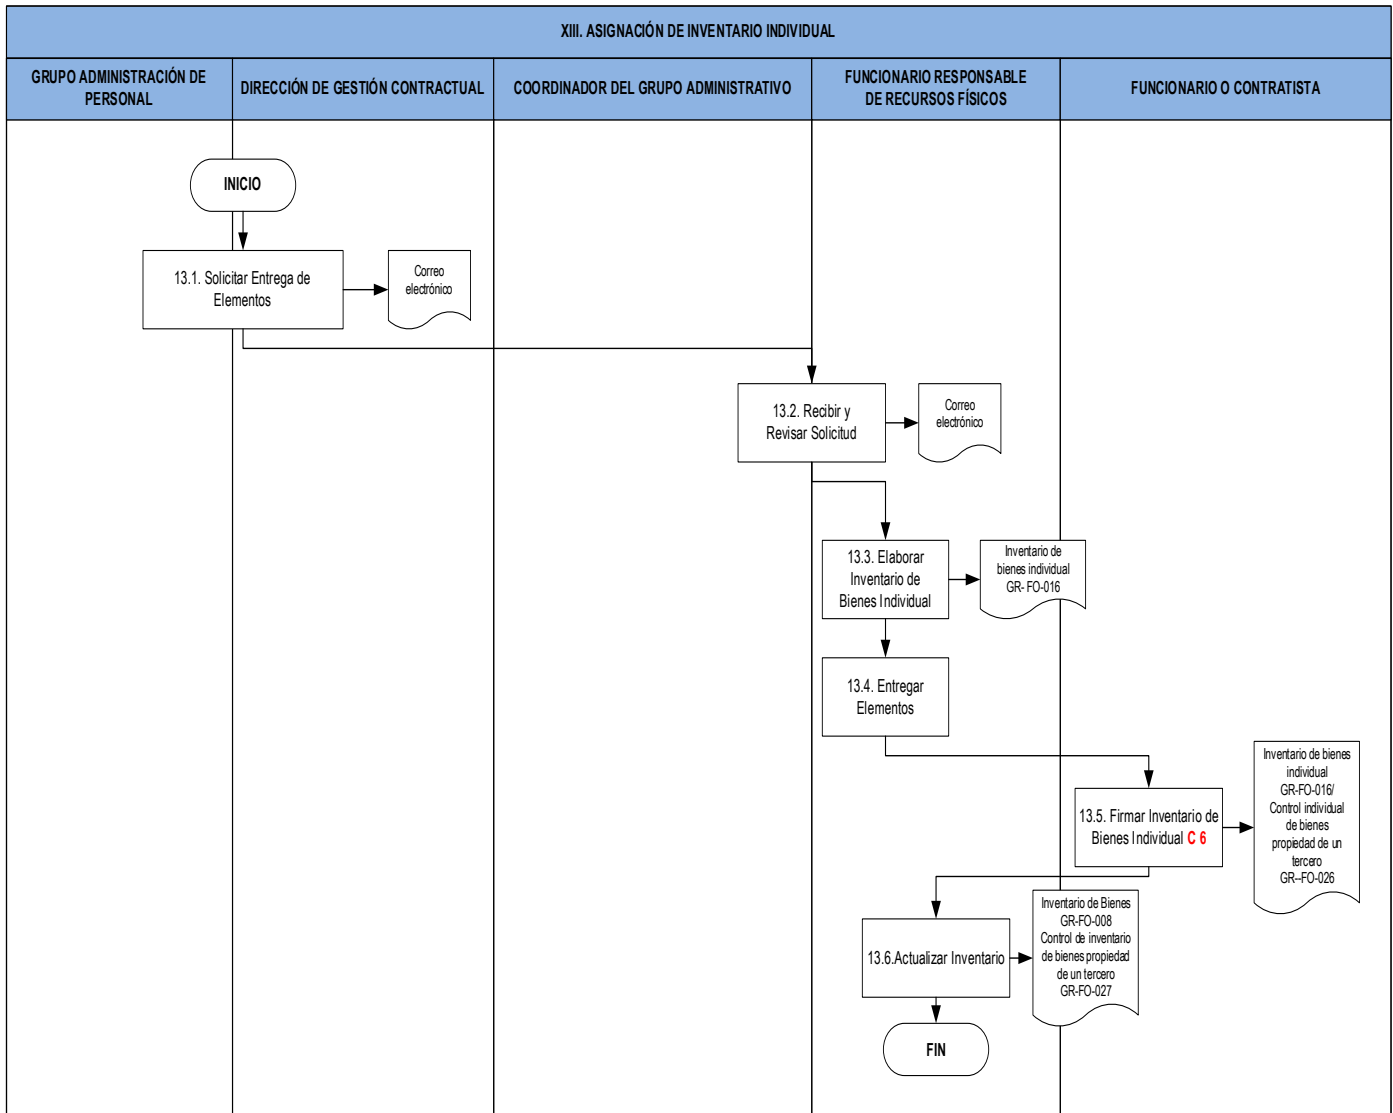 XIII. ASIGNACIÓN DE INVENTARIO INDIVIDUAL
GRUPO ADMINISTRACIÓN DE
PERSONAL
DIRECCIÓN DE GESTIÓN CONTRACTUAL
COORDINADOR DEL GRUPO ADMINISTRATIVO
FUNCIONARIO RESPONSABLE
DE RECURSOS FÍSICOS
FUNCIONARIO O CONTRATISTA
INICIO
13.1. Solicitar Entrega de
Elementos
Correo
electrónico
13.2. Recibir y
Revisar Solicitud
Correo
electrónico
13.3. Elaborar
Inventario de
Bienes Individual
Inventario de
bienes individual
GR- FO-016
13.4. Entregar
Elementos
13.5. Firmar Inventario de
Bienes Individual C 6
Inventario de bienes
individual
GR-FO-016/
Control individual
de bienes
propiedad de un
tercero
GR--FO-026
13.6.Actualizar Inventario
Inventario de Bienes
GR-FO-008
Control de inventario
de bienes propiedad
de un tercero
GR-FO-027
FIN